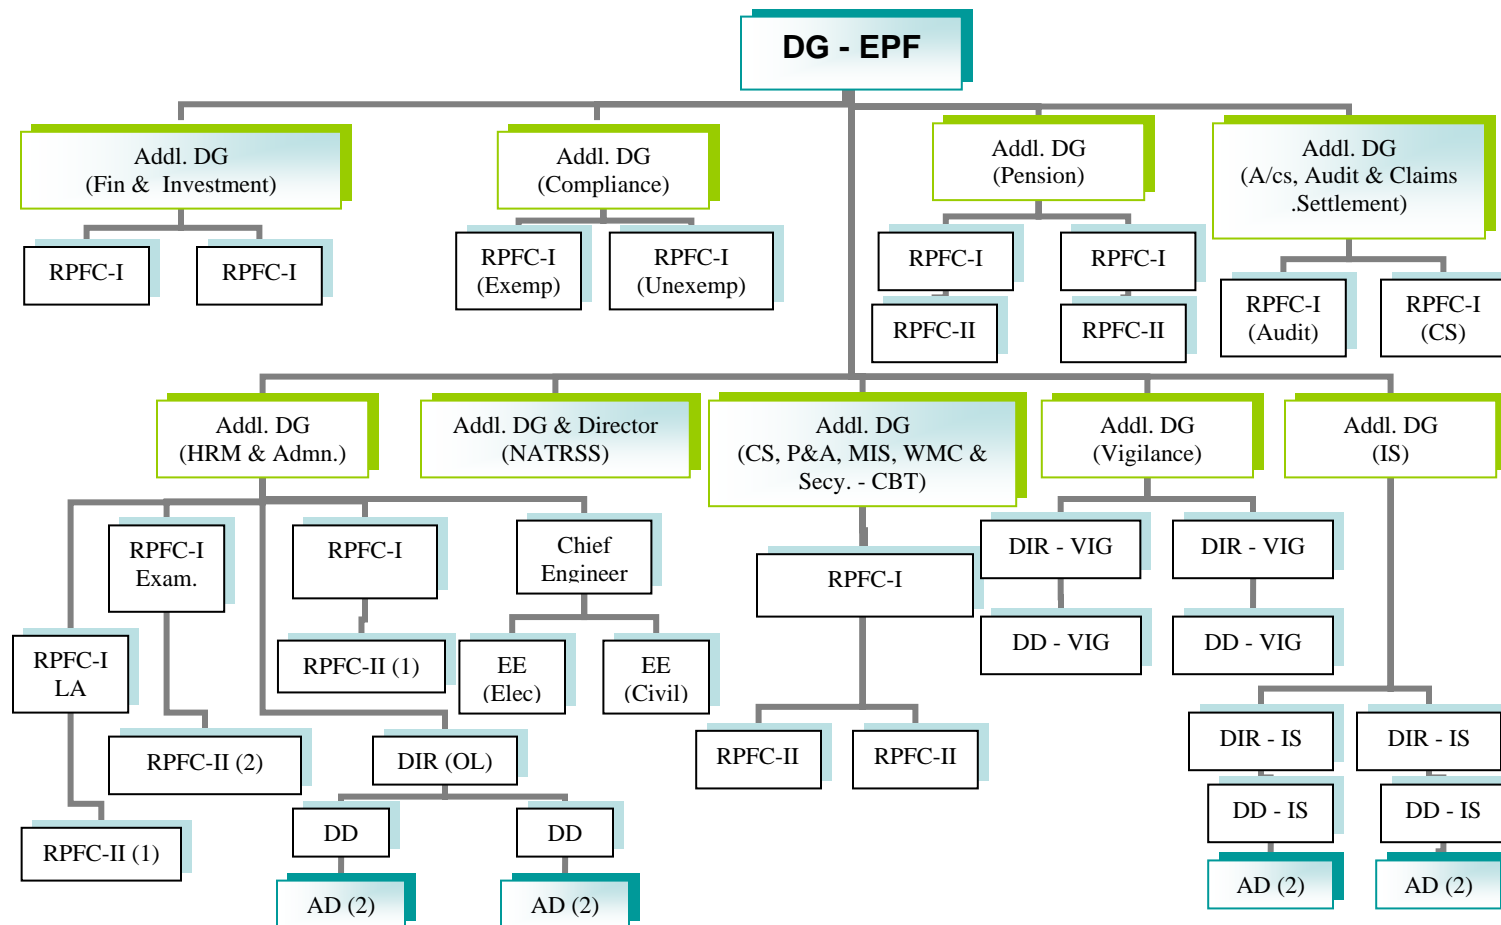 DG - EPF
Addl. DG
(Fin &  Investment)
Addl. DG
(Compliance)
Addl. DG
(Pension)
Addl. DG
(A/cs, Audit & Claims
.Settlement)
RPFC-I
RPFC-I
RPFC-I
(Exemp)
RPFC-I
(Unexemp)
RPFC-I
RPFC-I
RPFC-II
RPFC-II
RPFC-I
(Audit)
RPFC-I
(CS)
Addl. DG
(HRM & Admn.)
Addl. DG & Director
(NATRSS)
Addl. DG
(CS, P&A, MIS, WMC &
Secy. - CBT)
Addl. DG
(Vigilance)
Addl. DG
(IS)
RPFC-I
Exam.
RPFC-I
Chief
Engineer
RPFC-I
DIR - VIG
DIR - VIG
RPFC-I
LA
RPFC-II (1)
EE
(Elec)
EE
(Civil)
DD - VIG
DD - VIG
RPFC-II (2)
DIR (OL)
RPFC-II
RPFC-II
DIR - IS
DIR - IS
RPFC-II (1)
DD
DD
DD - IS
DD - IS
AD (2)
AD (2)
AD (2)
AD (2)